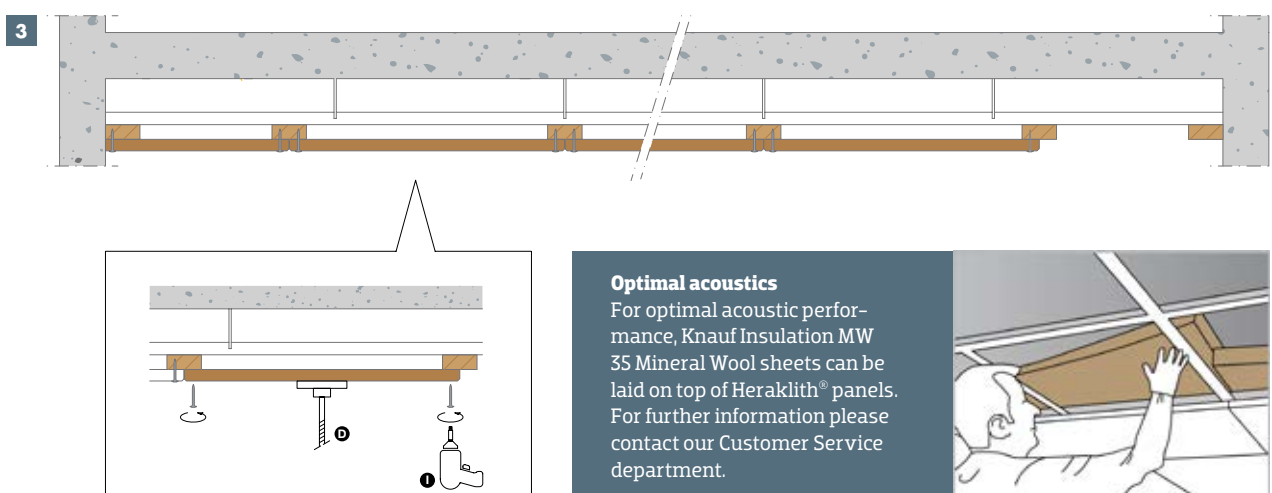 3
D
I
Optimal acoustics
For optimal acoustic perfor-
mance, Knauf Insulation MW
35 Mineral Wool sheets can be
laid on top of Heraklith® panels.
For further information please
contact our Customer Service
department.